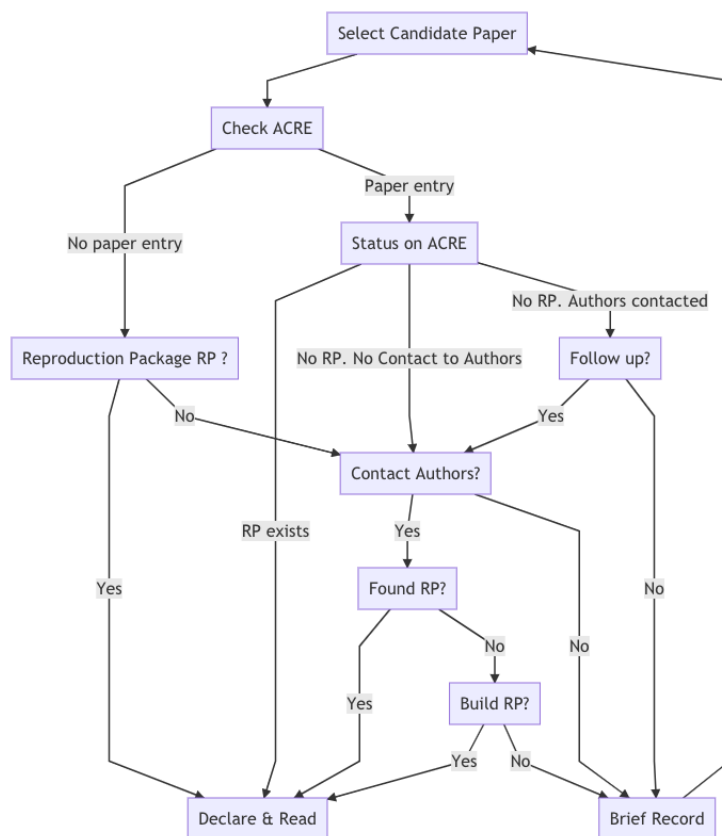 Select Candidate Paper
Check ACRE
Paper entry
No paper entry
Status on ACRE
No RP. Authors contacted
Reproduction Package RP ?
No RP. No Contact to Authors
Follow up?
No
Yes
Contact Authors?
RP exists
Yes
Found RP?
Yes
No
No
No
Build RP?
Yes
Yes
No
Declare & Read
Brief Record